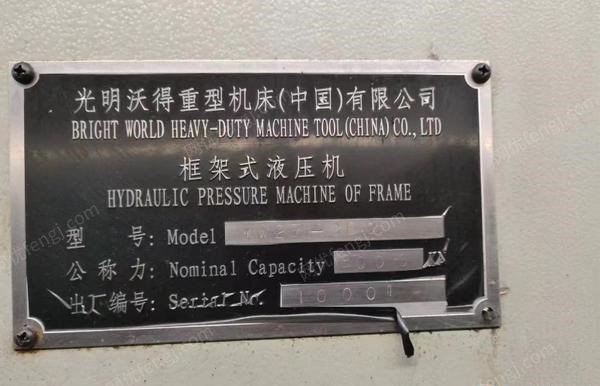 光明沃得重型机床(中国)有限公司
BRIGHT WORLD HEAVY-DUTY MACHINE TOOL(CHINA) CO.,LTD
框架式液压机
HYDRAULIC PRESSURE MACHINE OF FRAME
型 号: Model
公称力: Nominal Capacity KN
出厂编号: Serial No. 10001